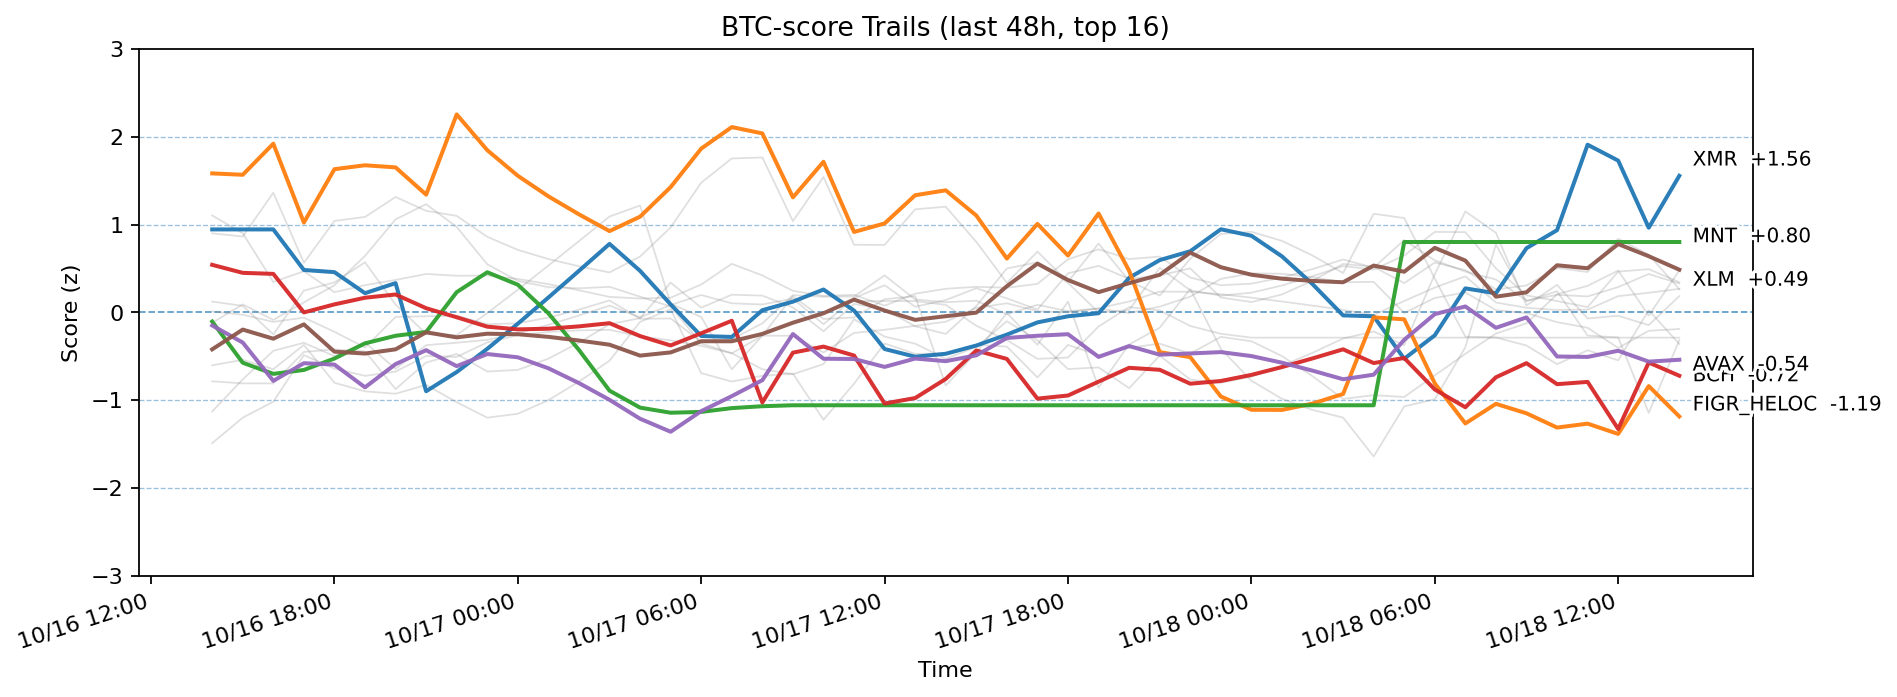 BTC-score Trails (last 48h, top 16)
Score (z)
3
2
1
0
−1
−2
−3
XMR +1.56
MNT +0.80
XLM +0.49
AVAX -0.54
BCH -0.72
FIGR_HELOC -1.19
10/16 12:00
10/16 18:00
10/17 00:00
10/17 06:00
10/17 12:00
10/17 18:00
10/18 00:00
10/18 06:00
10/18 12:00
Time